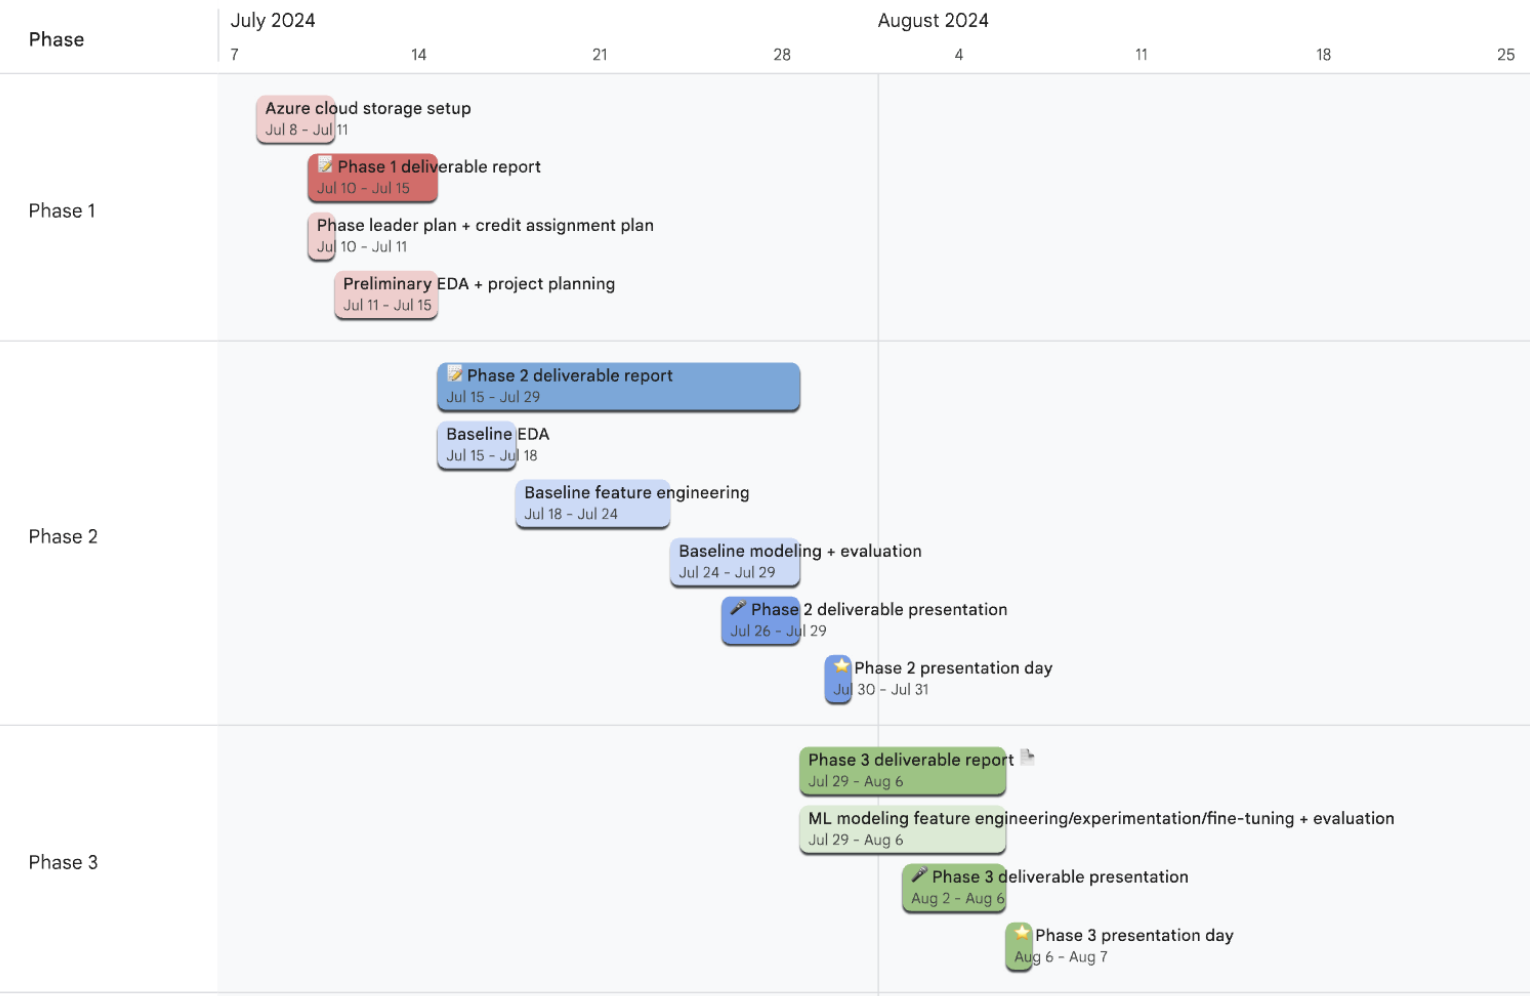 Phase
July 2024
August 2024
7 14 21 28 4 11 18 25
Phase 1
Azure cloud storage setup
Jul 8 - Jul 11
Phase 1 deliverable report
Jul 10 - Jul 15
Phase leader plan + credit assignment plan
Jul 10 - Jul 11
Preliminary EDA + project planning
Jul 11 - Jul 15
Phase 2
Phase 2 deliverable report
Jul 15 - Jul 29
Baseline EDA
Jul 15 - Jul 18
Baseline feature engineering
Jul 18 - Jul 24
Baseline modeling + evaluation
Jul 24 - Jul 29
Phase 2 deliverable presentation
Jul 26 - Jul 29
Phase 2 presentation day
Jul 30 - Jul 31
Phase 3
Phase 3 deliverable report
Jul 29 - Aug 6
ML modeling feature engineering/experimentation/fine-tuning + evaluation
Jul 29 - Aug 6
Phase 3 deliverable presentation
Aug 2 - Aug 6
Phase 3 presentation day
Aug 6 - Aug 7